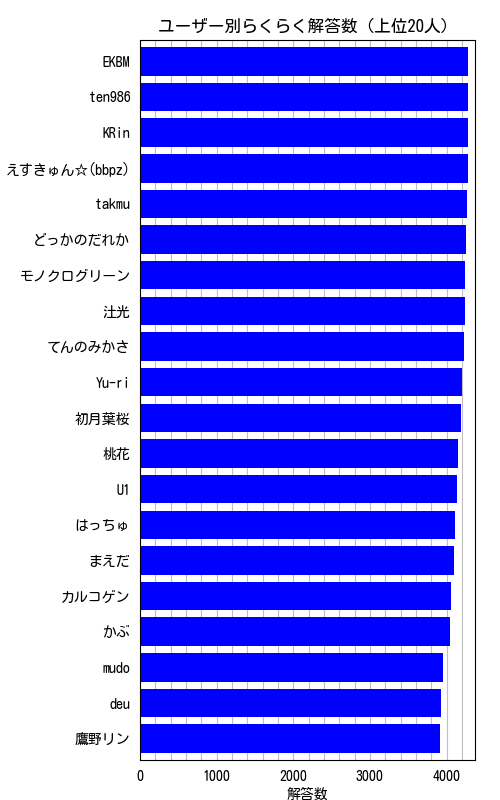 ユーザー別らくらく解答数（上位20人）
EKBM
ten986
KRin
えすきゅん☆(bbpz)
takmu
どっかのだれか
モノクログリーン
辻光
てんのみかさ
Yu-ri
初月葉桜
桃花
U1
はっちゅ
まえだ
カルコゲン
かぶ
mudo
deu
鷹野リン
0 1000 2000 3000 4000
解答数